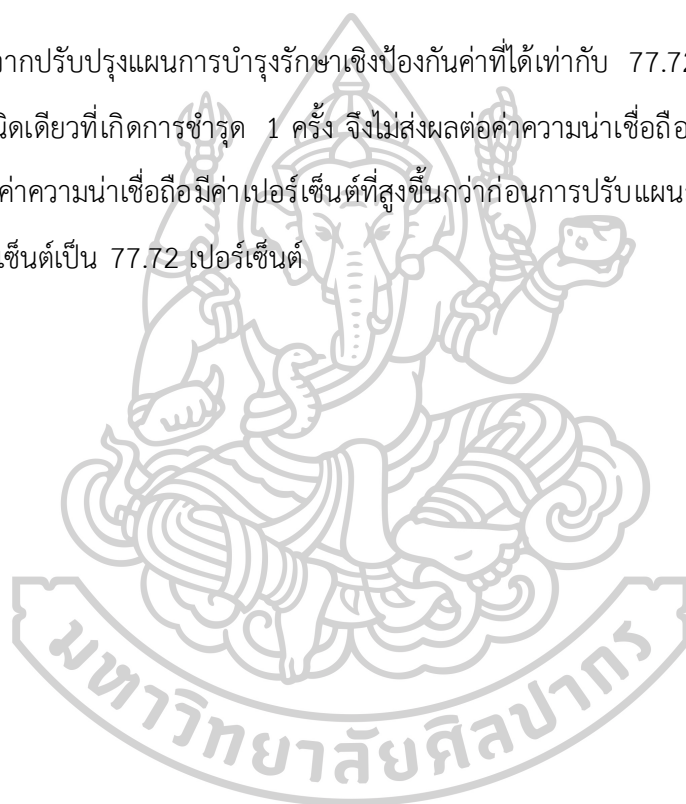 จากปรับปรุงแผนการบำรุงรักษาเชิงป้องกันค่าที่ได้เท่ากับ 77.72
นิดเดียวที่เกิดการชำรุด 1 ครั้ง จึงไม่ส่งผลต่อค่าความน่าเชื่อถือ
ค่าความน่าเชื่อถือมีค่าเปอร์เซ็นต์ที่สูงขึ้นกว่าก่อนการปรับแผน
เซ็นต์เป็น 77.72 เปอร์เซ็นต์
มหาวิทยาลัยศิลปากร